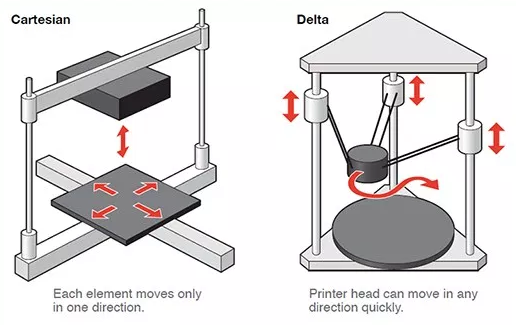 Cartesian
Delta
Each element moves only
in one direction.
Printer head can move in any
direction quickly.